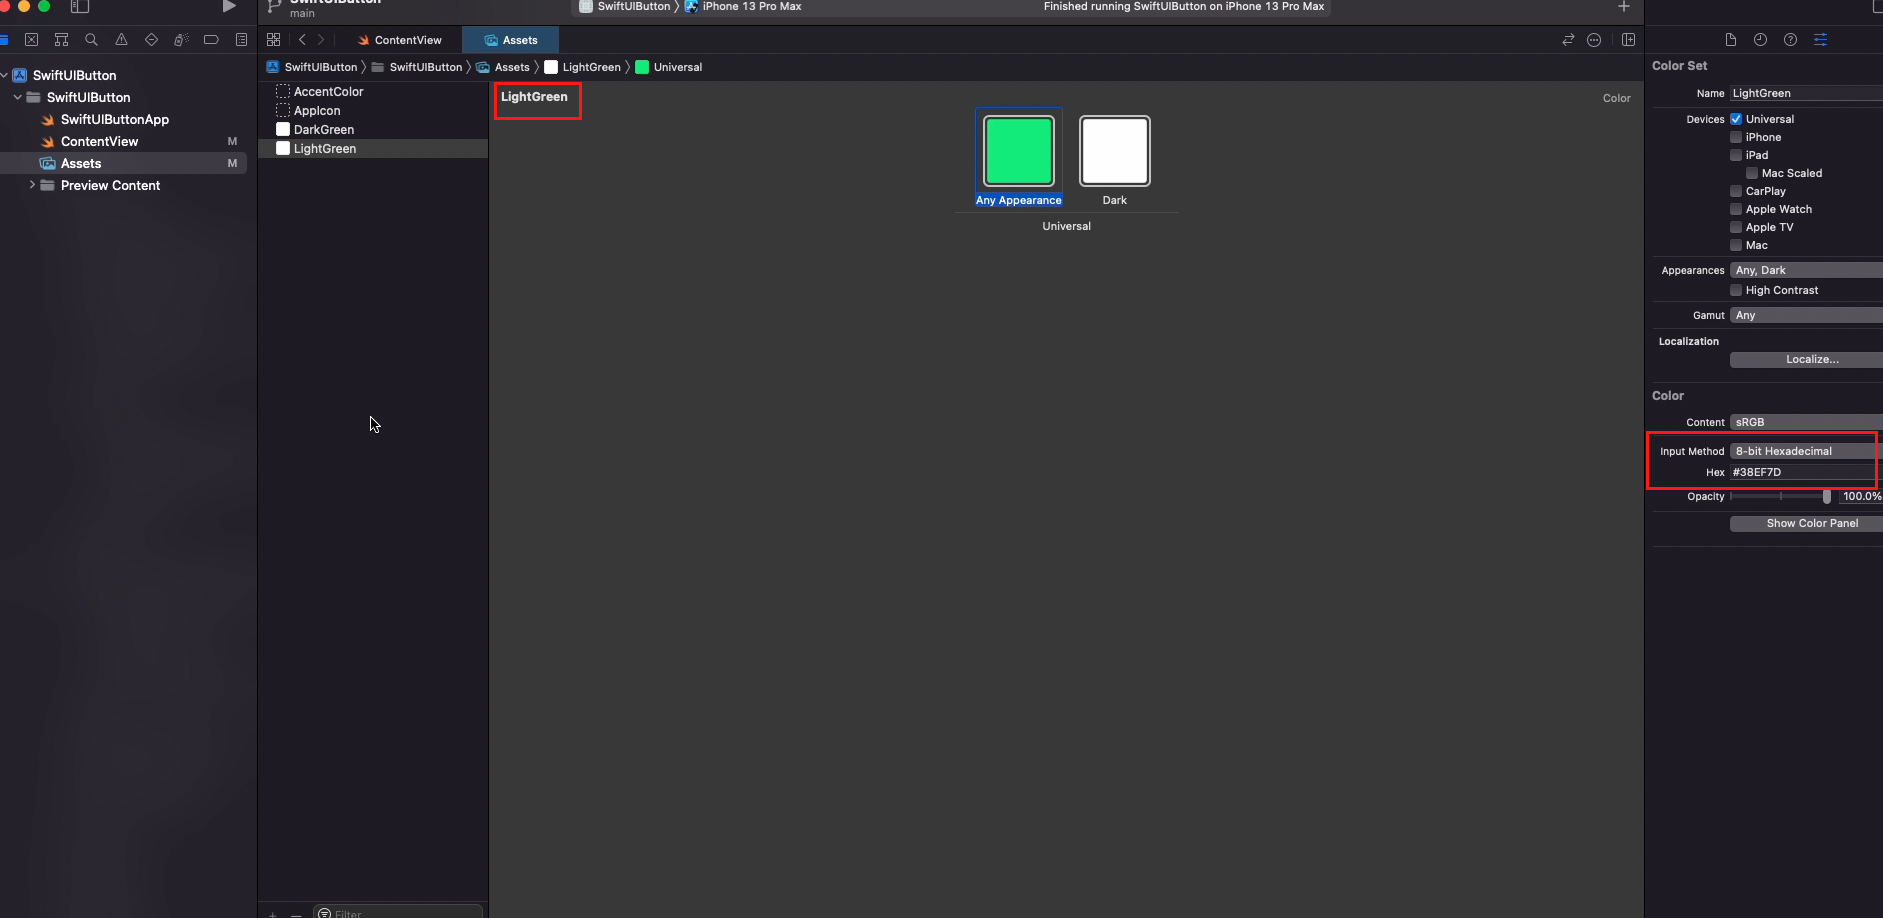 SwiftUIButton
main
SwiftUIButton
iPhone 13 Pro Max
Finished running SwiftUIButton on iPhone 13 Pro Max
ContentView
Assets
SwiftUIButton
SwiftUIButton
Assets
LightGreen
Universal
SwiftUIButton
SwiftUIButton
SwiftUIButtonApp
ContentView M
Assets M
Preview Content
AccentColor
AppIcon
DarkGreen
LightGreen
Filter
LightGreen
Color
Any Appearance
Dark
Universal
Color Set
Name LightGreen
Devices Universal
iPhone
iPad
Mac Scaled
CarPlay
Apple Watch
Apple TV
Mac
Appearances Any, Dark
High Contrast
Gamut Any
Localization
Localize...
Color
Content sRGB
Input Method 8-bit Hexadecimal
Hex #38EF7D
Opacity 100.0%
Show Color Panel